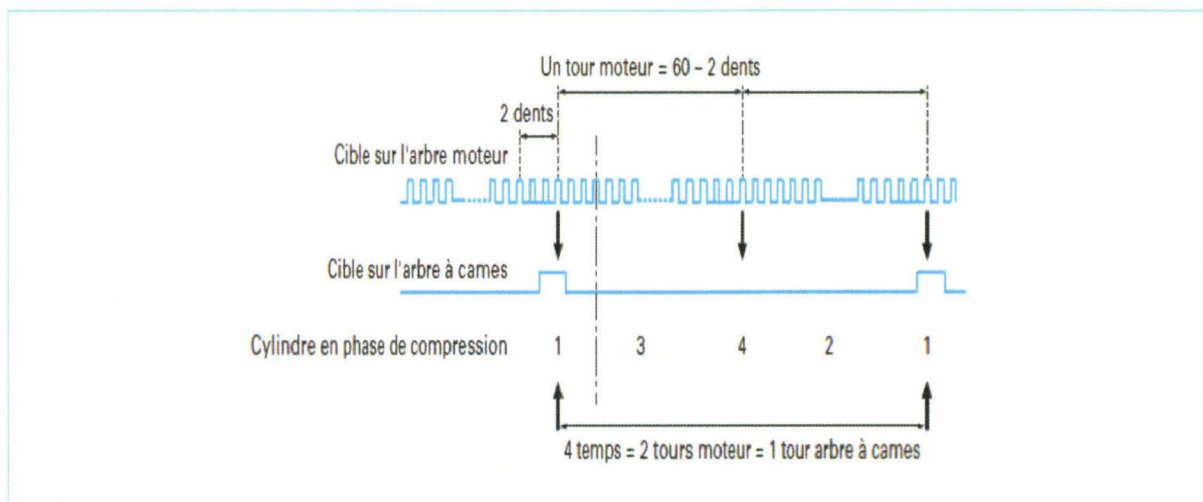 Un tour moteur = 60 – 2 dents
2 dents
Cible sur l'arbre moteur
Cible sur l'arbre à cames
Cylindre en phase de compression 1 3 4 2 1
4 temps = 2 tours moteur = 1 tour arbre à cames